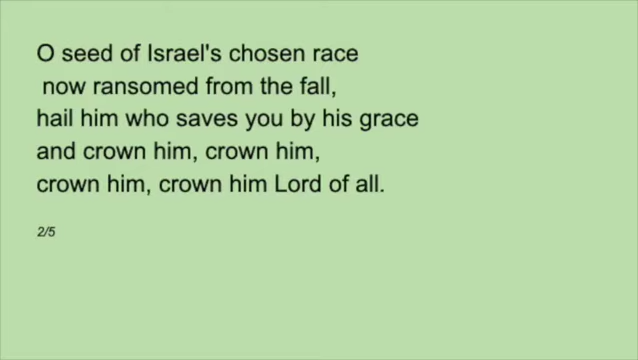 O seed of Israel's chosen race
now ransomed from the fall,
hail him who saves you by his grace
and crown him, crown him,
crown him, crown him Lord of all.
2/5